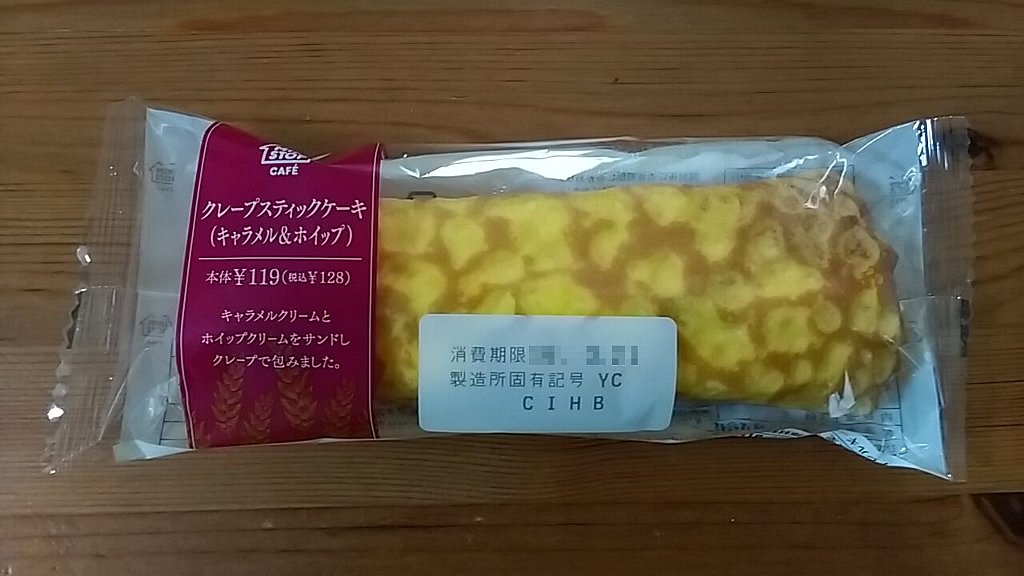 STOP
CAFÉ
クレープスティックケーキ
(キャラメル&ホイップ)
本体¥119(税込¥128)
キャラメルクリームと
ホイップクリームをサンドし
クレープで包みました。
消費期限
製造所固有記号 YC
CIHB